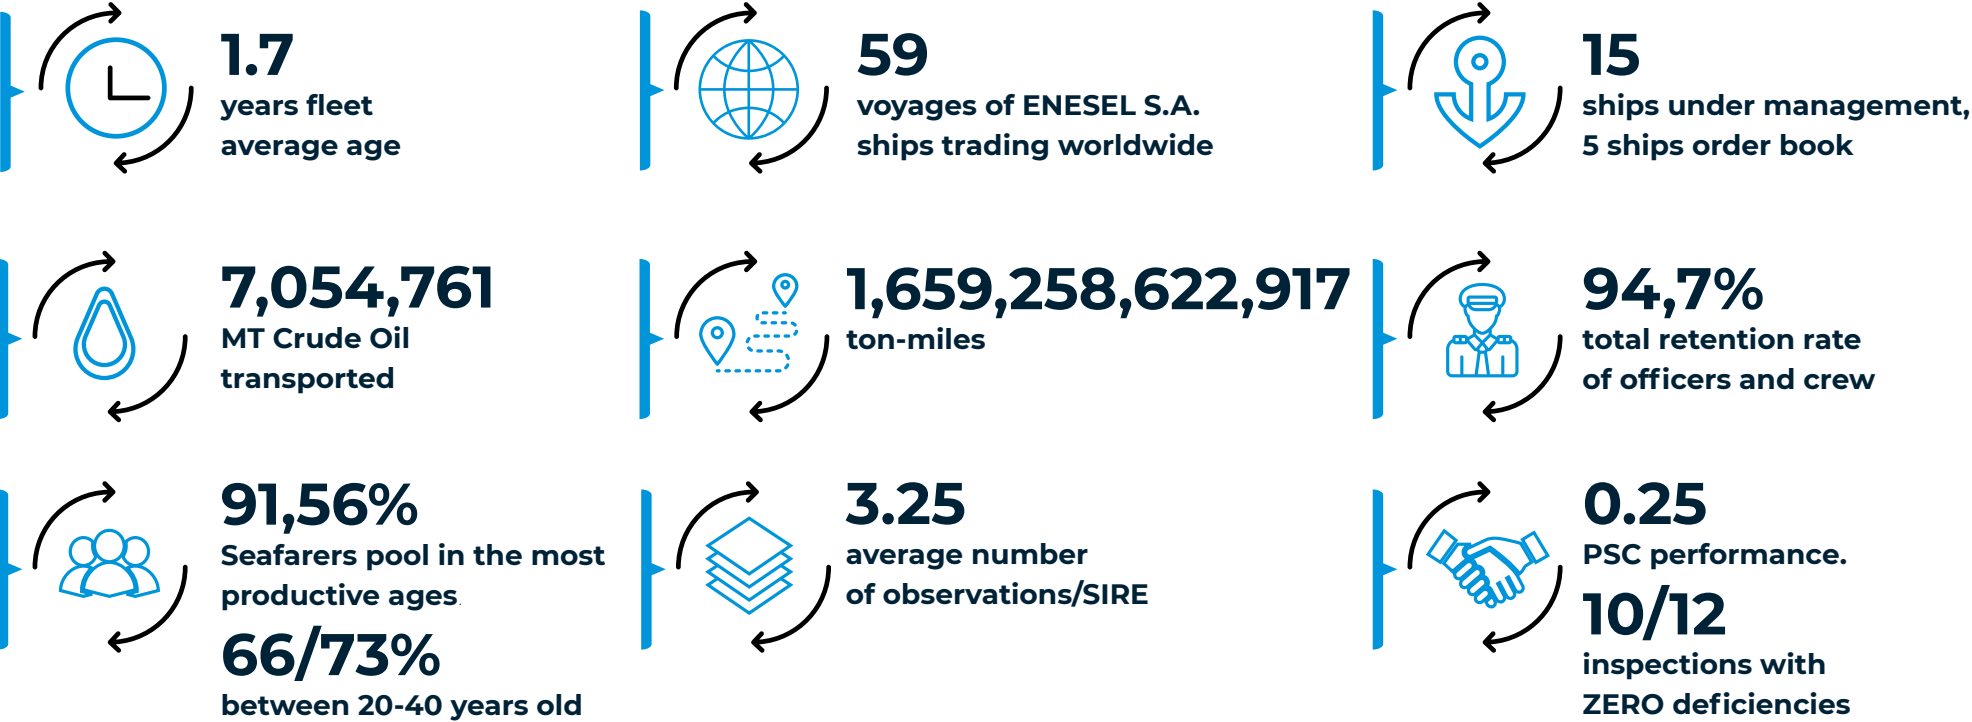 1.7
years fleet
average age
59
voyages of ENESEL S.A.
ships trading worldwide
15
ships under management,
5 ships order book
7,054,761
MT Crude Oil
transported
1,659,258,622,917
ton-miles
94,7%
total retention rate
of officers and crew
91,56%
Seafarers pool in the most
productive ages.
66/73%
between 20-40 years old
3.25
average number
of observations/SIRE
0.25
PSC performance.
10/12
inspections with
ZERO deficiencies